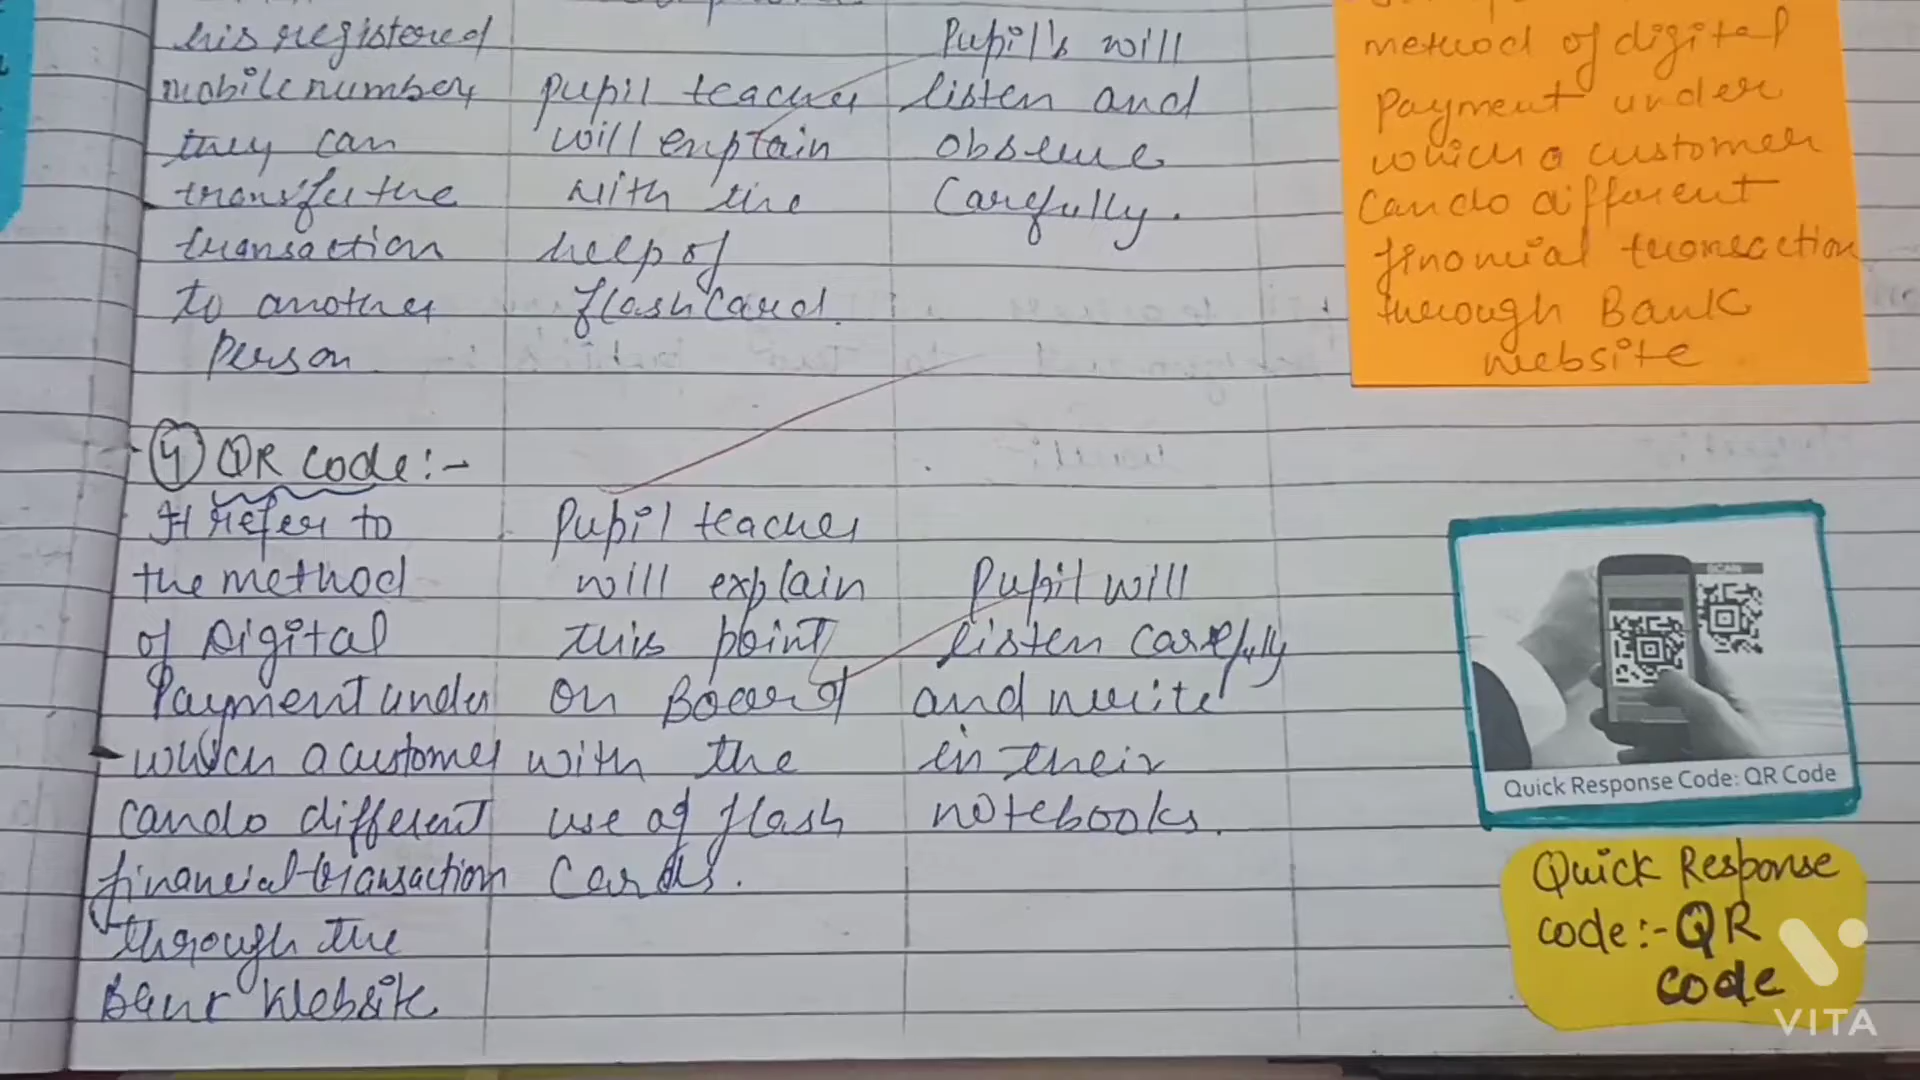 his registered
mobile number,
they can
transfer the
transaction
to another
Person
pupil teacher
will explain
with the
help of
flash Card.
Pupil's will
listen and
observe
Carefully.
method of digital
Payment under
which a customer
can do different
finonial transaction
through Bank
website
④ QR code:-
It refer to
the method
of Digital
Payment under
which a customer
can do different
financial transaction
through the
Bank Website
Pupil teacher
will explain
this point
on Board
with the
use of flash
Cards.
Pupil will
listen carefully
and write
in their
notebooks.
SCAN
Quick Response Code: QR Code
Quick Response
code:- QR
code
VITA